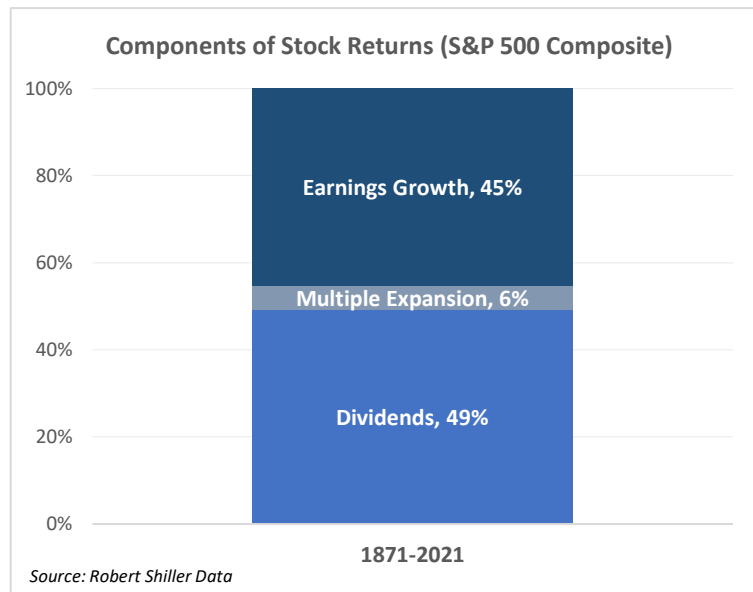 Components of Stock Returns (S&P 500 Composite)
100%
80%
60%
40%
20%
0%
Earnings Growth, 45%
Multiple Expansion, 6%
Dividends, 49%
1871-2021
Source: Robert Shiller Data